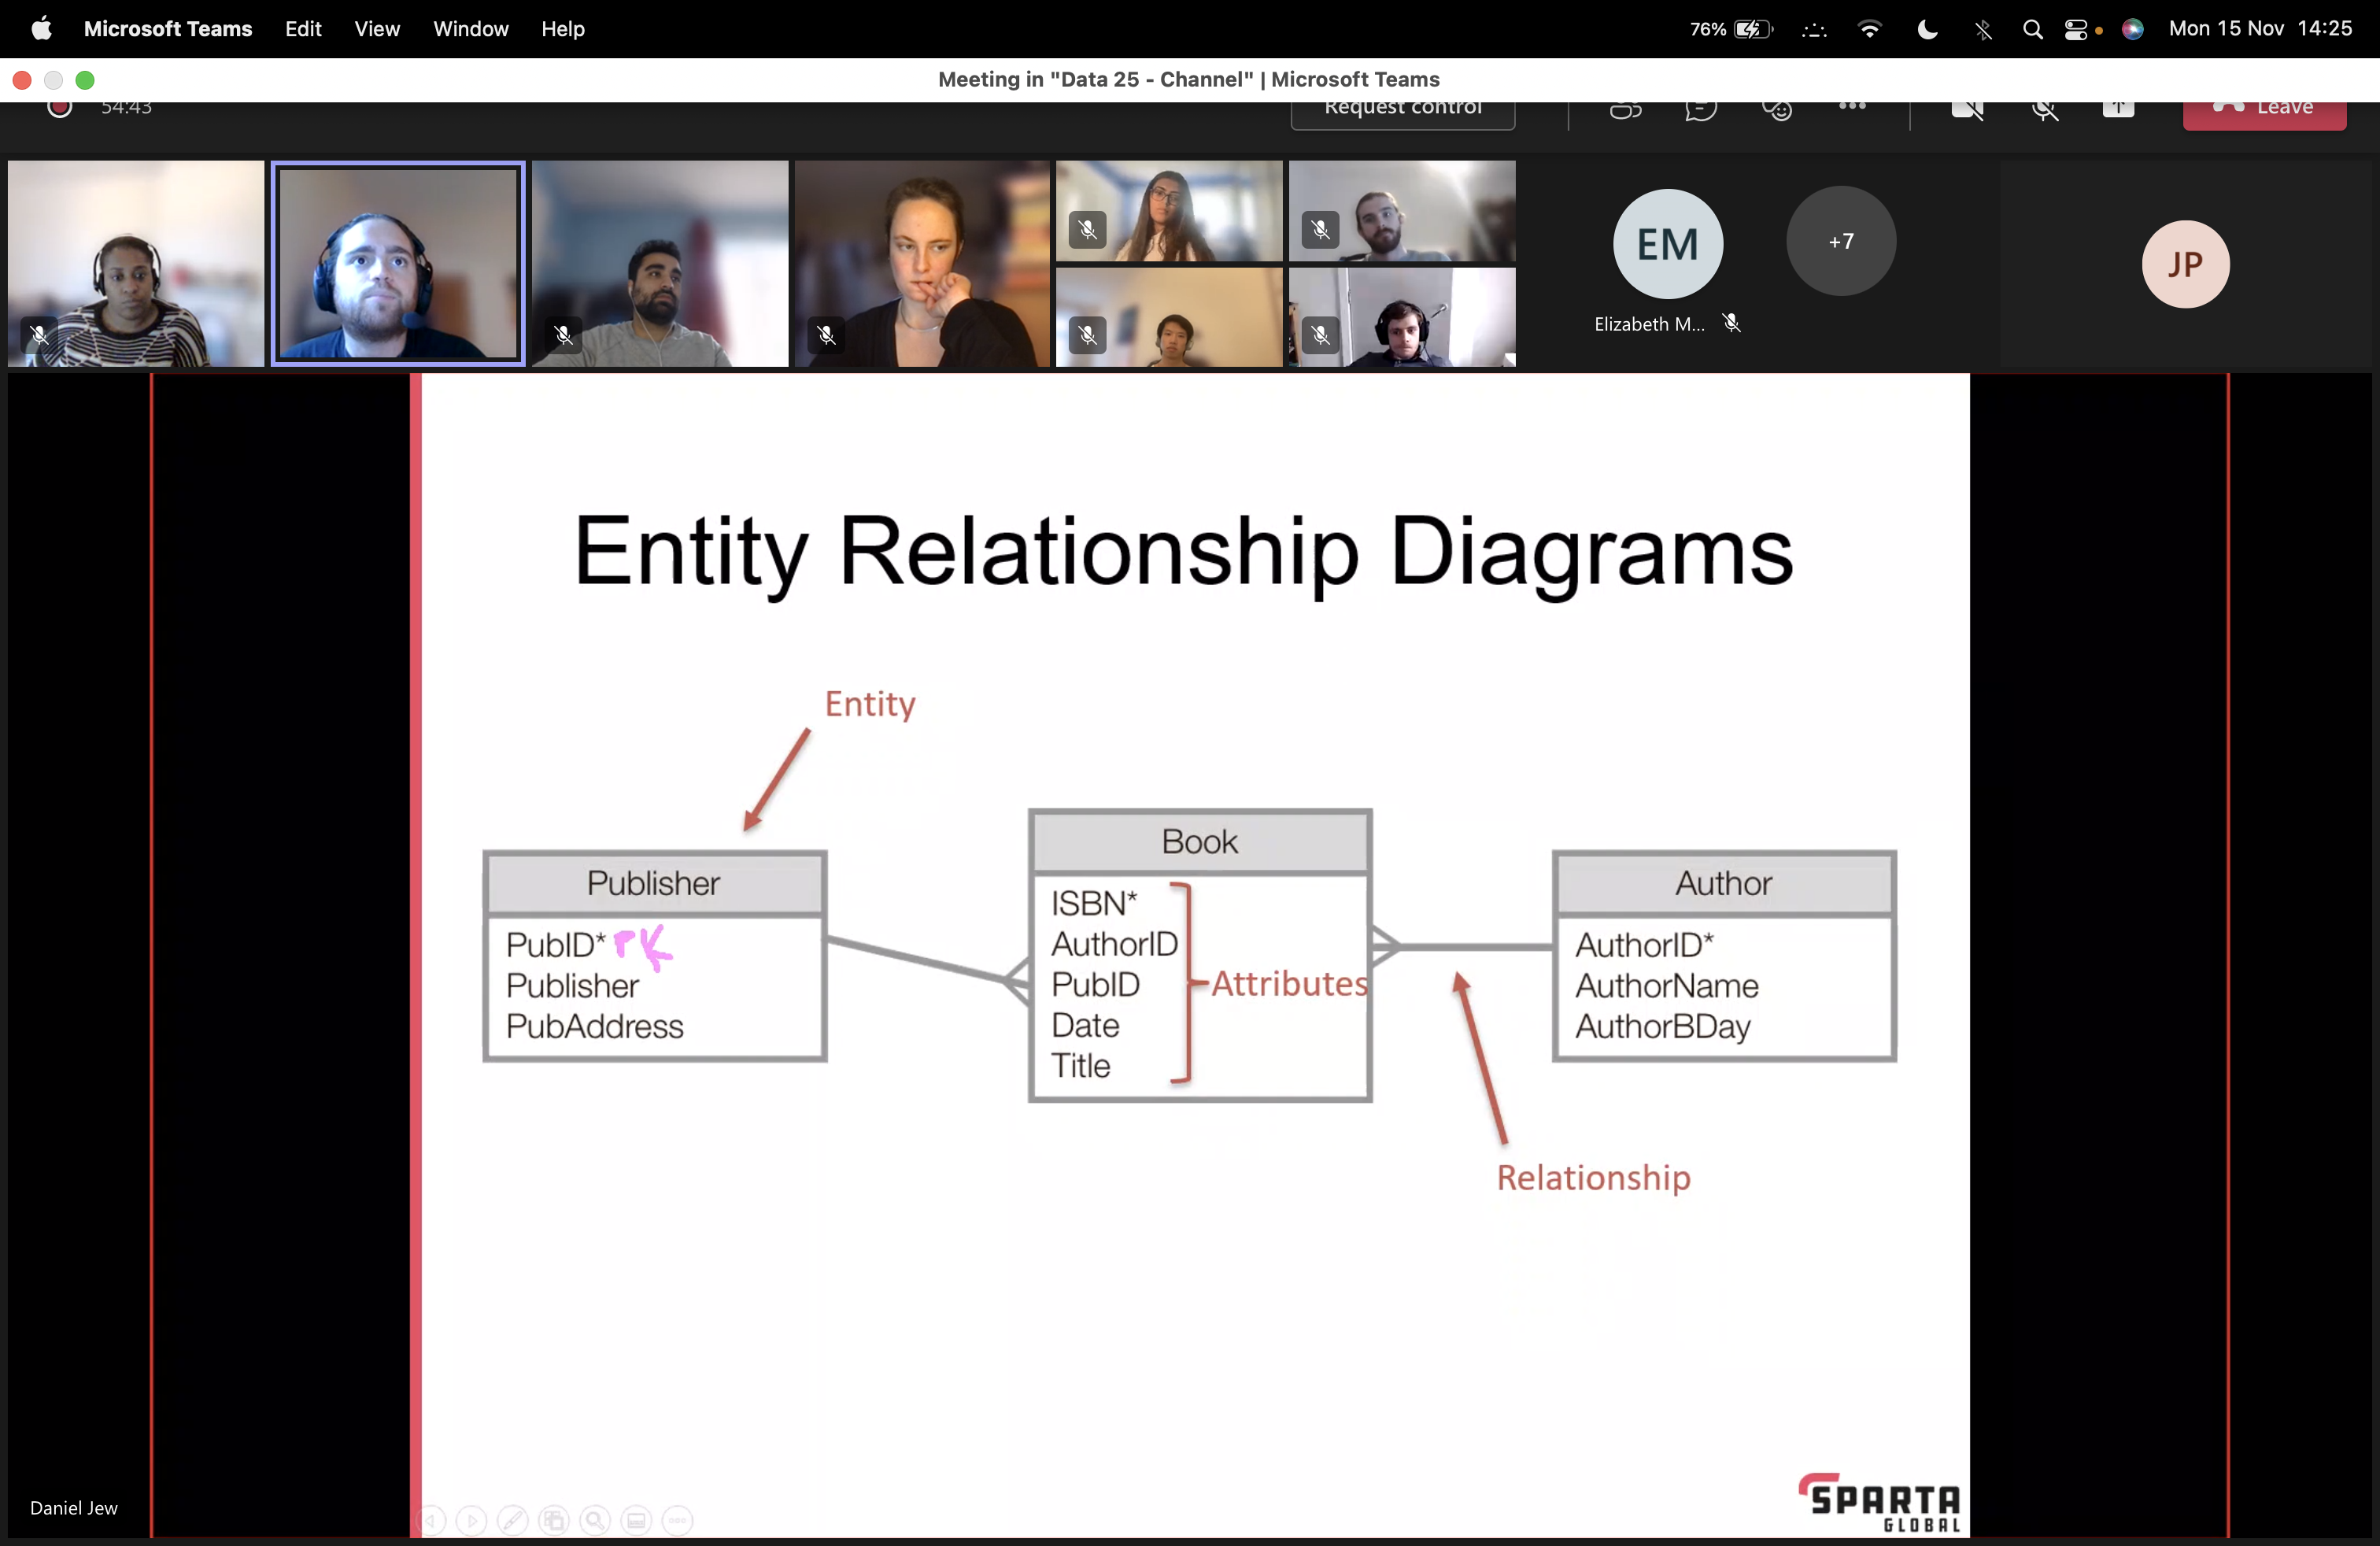 Microsoft Teams Edit View Window Help 76% Mon 15 Nov 14:25
Meeting in "Data 25 - Channel" | Microsoft Teams
54:43 Request control Leave
EM +7 JP
Elizabeth M...
Entity Relationship Diagrams
Entity
Publisher
PubID* PK
Publisher
PubAddress
Book
ISBN*
AuthorID
PubID
Date
Title
Attributes
Author
AuthorID*
AuthorName
AuthorBDay
Relationship
Daniel Jew
SPARTA
GLOBAL